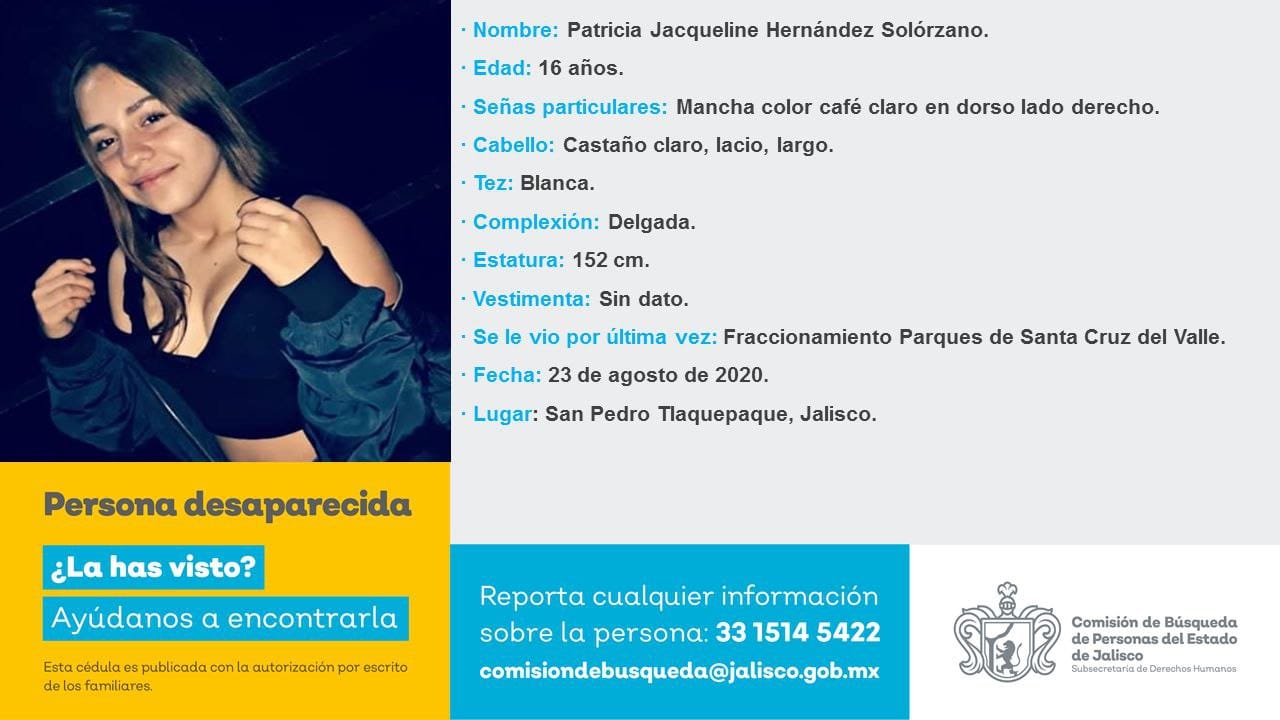 · Nombre: Patricia Jacqueline Hernández Solórzano.
· Edad: 16 años.
· Señas particulares: Mancha color café claro en dorso lado derecho.
· Cabello: Castaño claro, lacio, largo.
· Tez: Blanca.
· Complexión: Delgada.
· Estatura: 152 cm.
· Vestimenta: Sin dato.
· Se le vio por última vez: Fraccionamiento Parques de Santa Cruz del Valle.
· Fecha: 23 de agosto de 2020.
· Lugar: San Pedro Tlaquepaque, Jalisco.
Persona desaparecida
¿La has visto?
Ayúdanos a encontrarla
Esta cédula es publicada con la autorización por escrito
de los familiares.
Reporta cualquier información
sobre la persona: 33 1514 5422
comisiondebusqueda@jalisco.gob.mx
Comisión de Búsqueda
de Personas del Estado
de Jalisco
Subsecretaría de Derechos Humanos